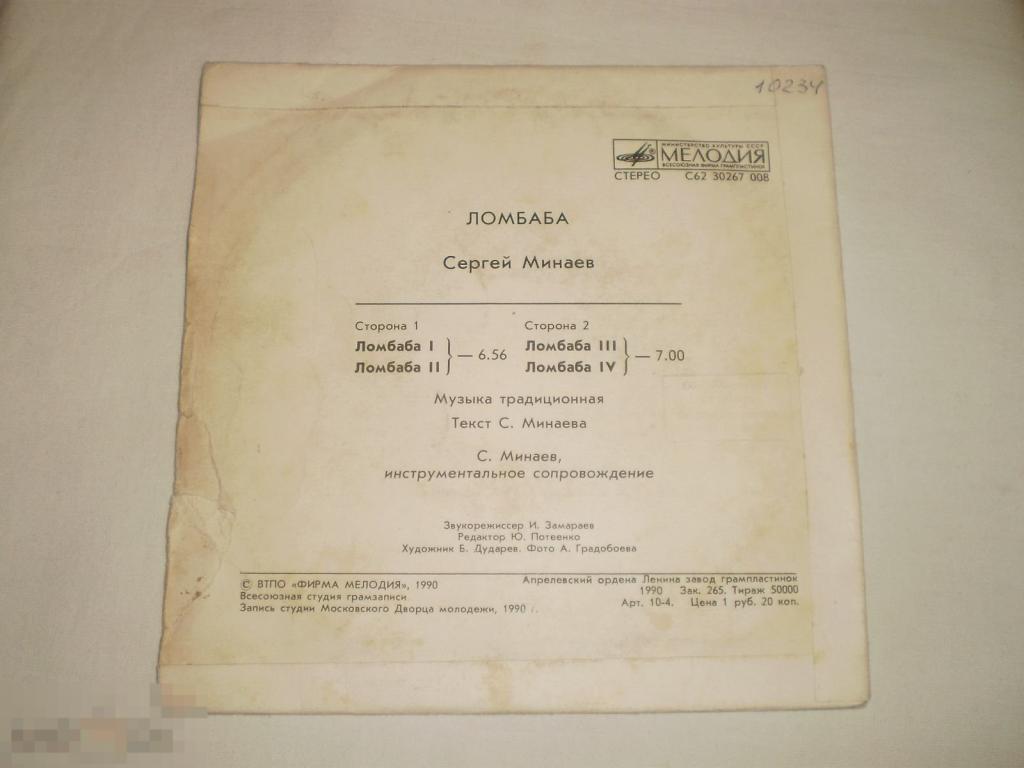 10234
МИНИСТЕРСТВО КУЛЬТУРЫ СССР
МЕЛОДИЯ
ВСЕСОЮЗНАЯ ФИРМА ГРАМПЛАСТИНОК
СТЕРЕО С62 30267 008
ЛОМБАБА
Сергей Минаев
Сторона 1
Ломбаба I
Ломбаба II
} — 6.56
Сторона 2
Ломбаба III
Ломбаба IV
} — 7.00
Музыка традиционная
Текст С. Минаева
С. Минаев,
инструментальное сопровождение
Звукорежиссер И. Замараев
Редактор Ю. Потеенко
Художник Б. Дударев. Фото А. Градобоева
© ВТПО «ФИРМА МЕЛОДИЯ», 1990
Всесоюзная студия грамзаписи
Запись студии Московского Дворца молодежи, 1990 г.
Апрелевский ордена Ленина завод грампластинок
1990 Зак. 265. Тираж 50000
Арт. 10-4. Цена 1 руб. 20 коп.